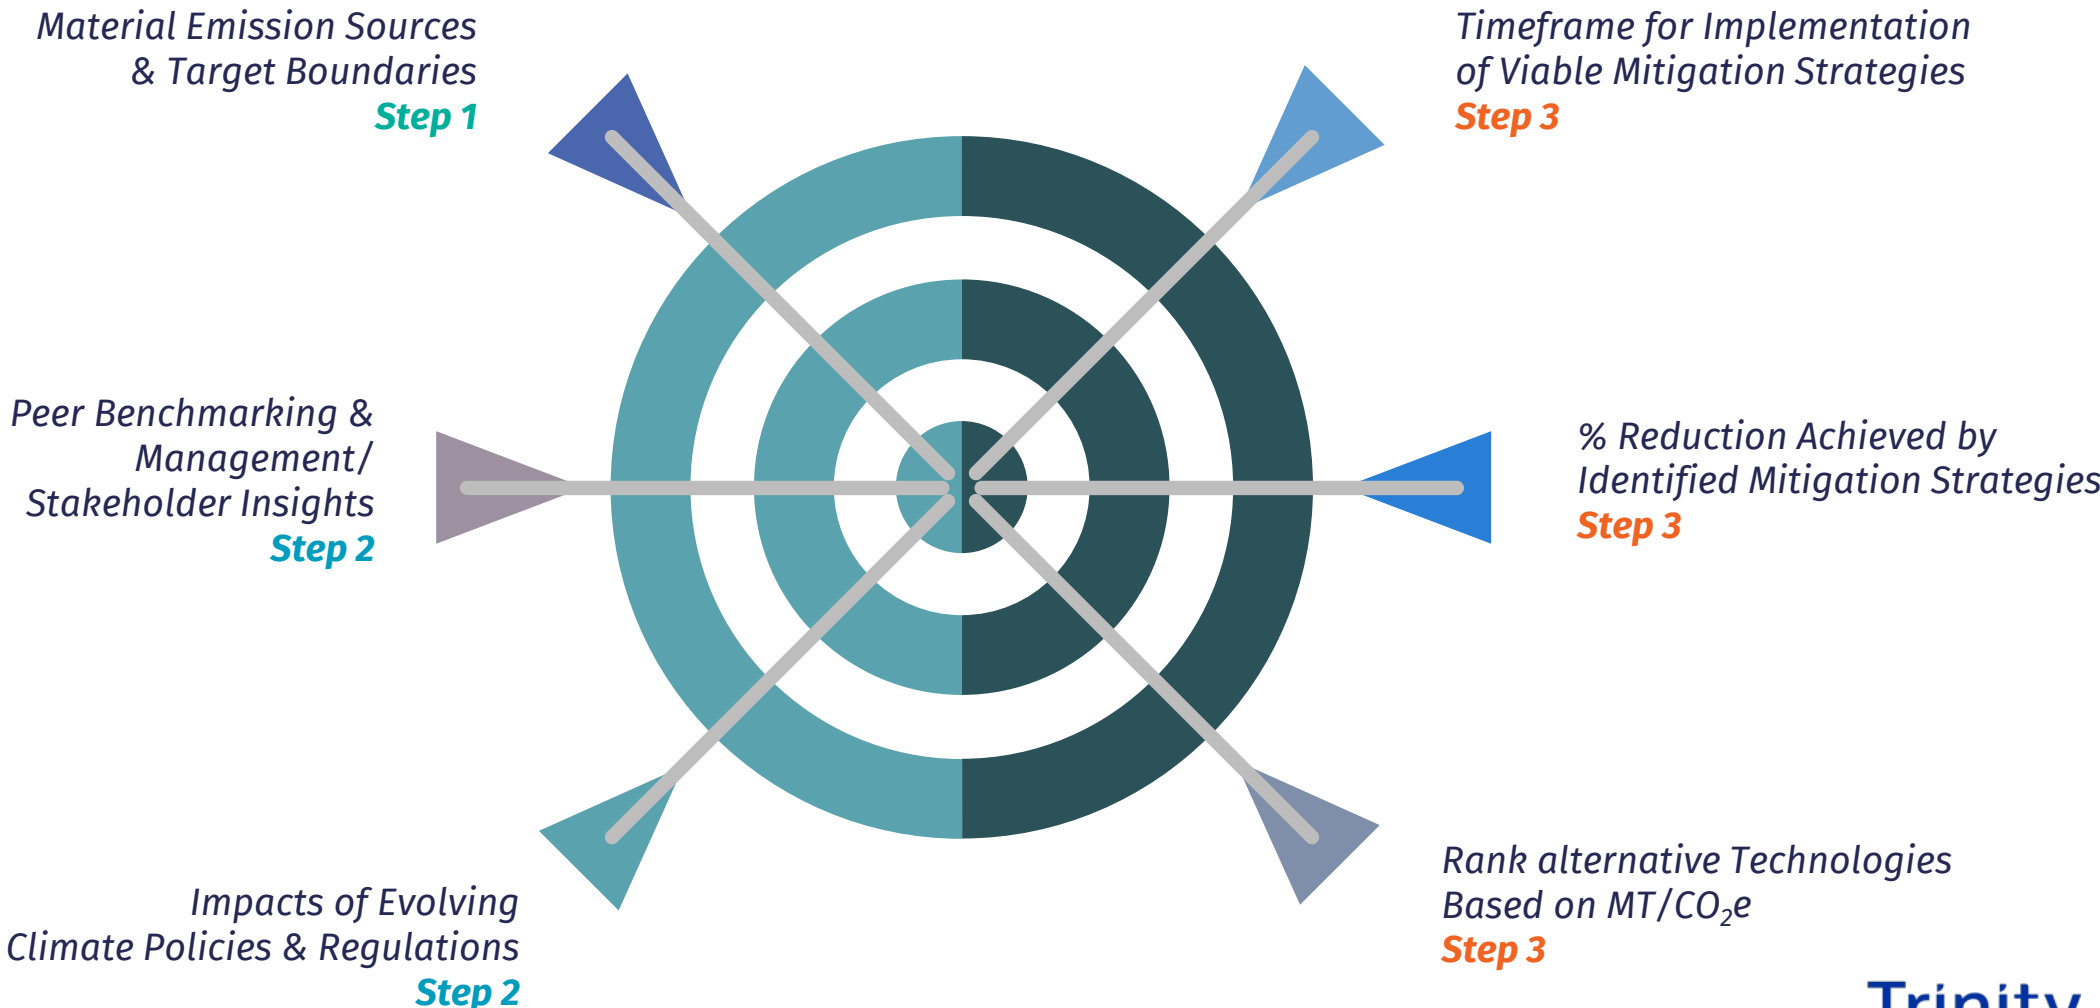 Material Emission Sources
& Target Boundaries
Step 1
Peer Benchmarking &
Management/
Stakeholder Insights
Step 2
Impacts of Evolving
Climate Policies & Regulations
Step 2
Timeframe for Implementation
of Viable Mitigation Strategies
Step 3
% Reduction Achieved by
Identified Mitigation Strategies
Step 3
Rank alternative Technologies
Based on MT/CO₂e
Step 3
Trinity